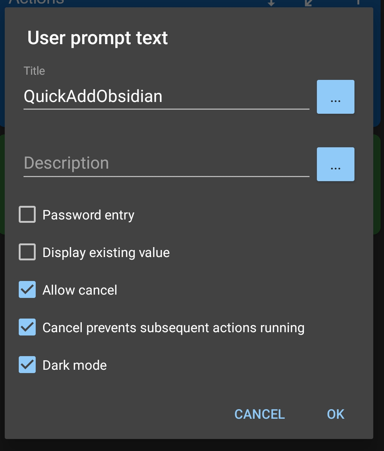 Actions
User prompt text
Title
QuickAddObsidian
...
Description
...
Password entry
Display existing value
Allow cancel
Cancel prevents subsequent actions running
Dark mode
CANCEL OK